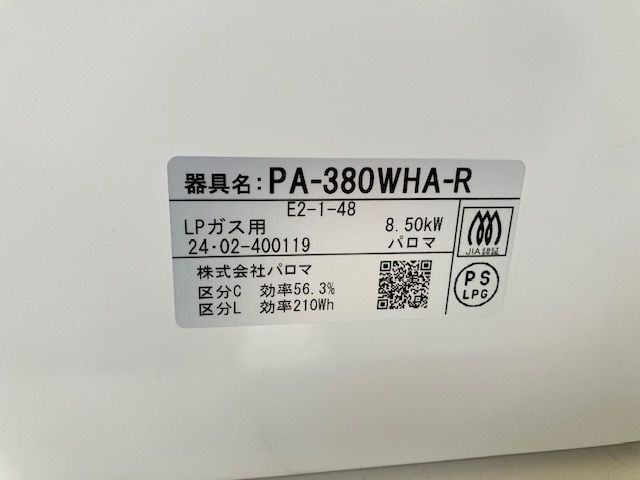 器具名：PA-380WHA-R
E2-1-48
LPガス用 8.50kW
24・02-400119 パロマ
JIA認証
株式会社パロマ
区分C 効率56.3%
区分L 効率210Wh
PS
LPG